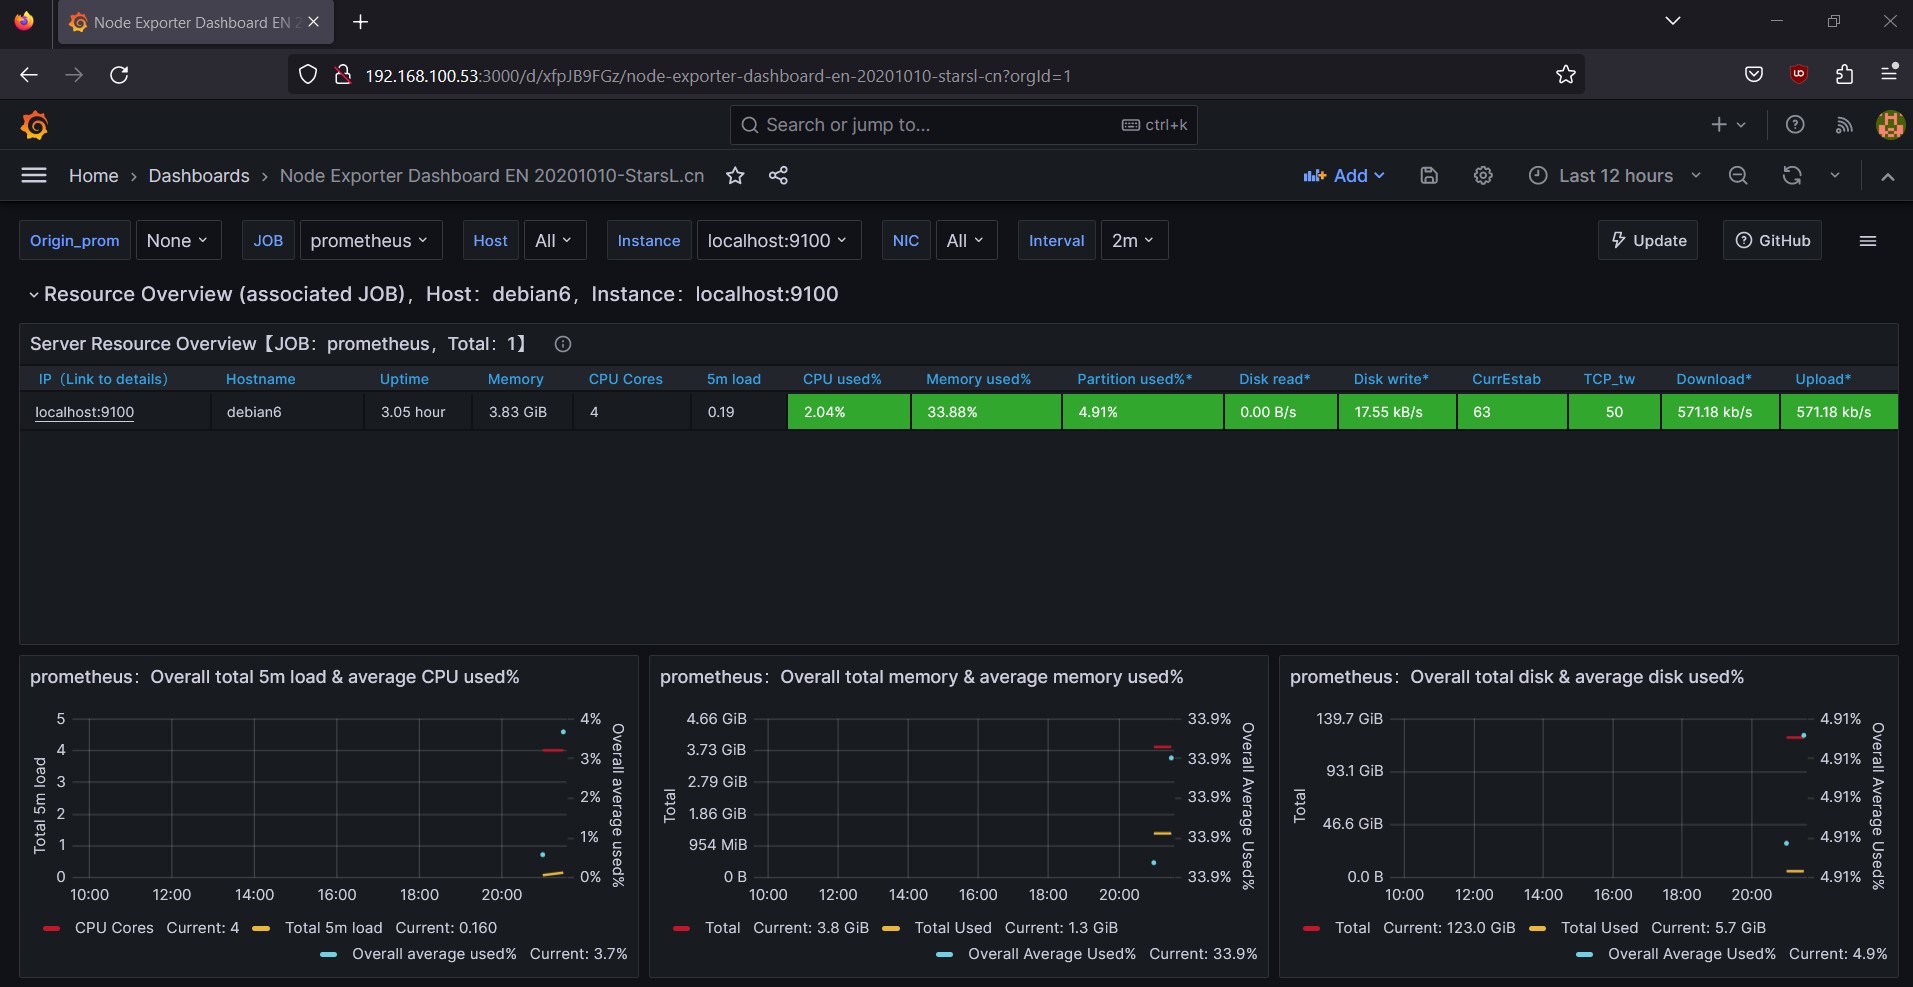 Node Exporter Dashboard EN 2
192.168.100.53:3000/d/xfpJB9FGz/node-exporter-dashboard-en-20201010-starsl-cn?orgId=1
Search or jump to... ctrl+k
Home › Dashboards › Node Exporter Dashboard EN 20201010-StarsL.cn Add Last 12 hours
Origin_prom None JOB prometheus Host All Instance localhost:9100 NIC All Interval 2m Update GitHub
Resource Overview (associated JOB)，Host：debian6，Instance：localhost:9100
Server Resource Overview【JOB：prometheus，Total：1】
IP（Link to details） Hostname Uptime Memory CPU Cores 5m load CPU used% Memory used% Partition used%* Disk read* Disk write* CurrEstab TCP_tw Download* Upload*
localhost:9100 debian6 3.05 hour 3.83 GiB 4 0.19 2.04% 33.88% 4.91% 0.00 B/s 17.55 kB/s 63 50 571.18 kb/s 571.18 kb/s
prometheus：Overall total 5m load & average CPU used%
Total 5m load
5
4
3
2
1
0
4%
3%
2%
1%
0%
Overall average used%
10:00 12:00 14:00 16:00 18:00 20:00
CPU Cores Current: 4 Total 5m load Current: 0.160
Overall average used% Current: 3.7%
prometheus：Overall total memory & average memory used%
Total
4.66 GiB
3.73 GiB
2.79 GiB
1.86 GiB
954 MiB
0 B
33.9%
33.9%
33.9%
33.9%
33.9%
Overall Average Used%
10:00 12:00 14:00 16:00 18:00 20:00
Total Current: 3.8 GiB Total Used Current: 1.3 GiB
Overall Average Used% Current: 33.9%
prometheus：Overall total disk & average disk used%
Total
139.7 GiB
93.1 GiB
46.6 GiB
0.0 B
4.91%
4.91%
4.91%
4.91%
4.91%
Overall Average Used%
10:00 12:00 14:00 16:00 18:00 20:00
Total Current: 123.0 GiB Total Used Current: 5.7 GiB
Overall Average Used% Current: 4.9%